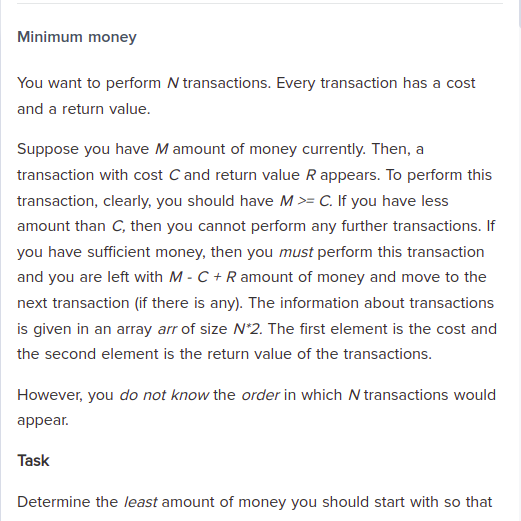 Minimum money
You want to perform N transactions. Every transaction has a cost
and a return value.
Suppose you have M amount of money currently. Then, a
transaction with cost C and return value R appears. To perform this
transaction, clearly, you should have M >= C. If you have less
amount than C, then you cannot perform any further transactions. If
you have sufficient money, then you must perform this transaction
and you are left with M - C + R amount of money and move to the
next transaction (if there is any). The information about transactions
is given in an array arr of size N*2. The first element is the cost and
the second element is the return value of the transactions.
However, you do not know the order in which N transactions would
appear.
Task
Determine the least amount of money you should start with so that